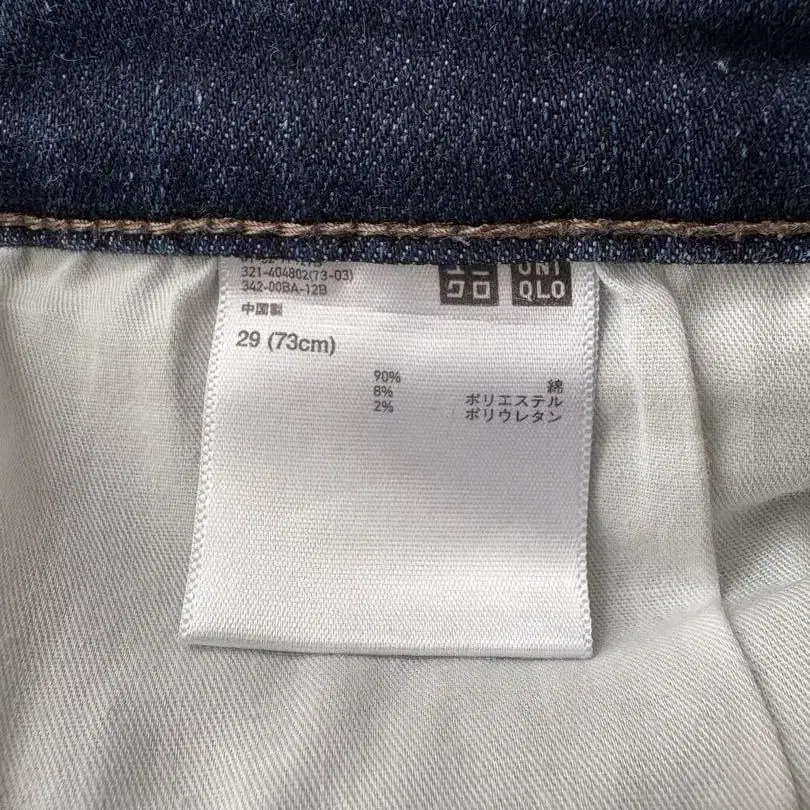 321-404802(73-03)
342-00BA-12B
ユニ
クロ
UNI
QLO
中国製
29 (73cm)
90% 綿
8% ポリエステル
2% ポリウレタン